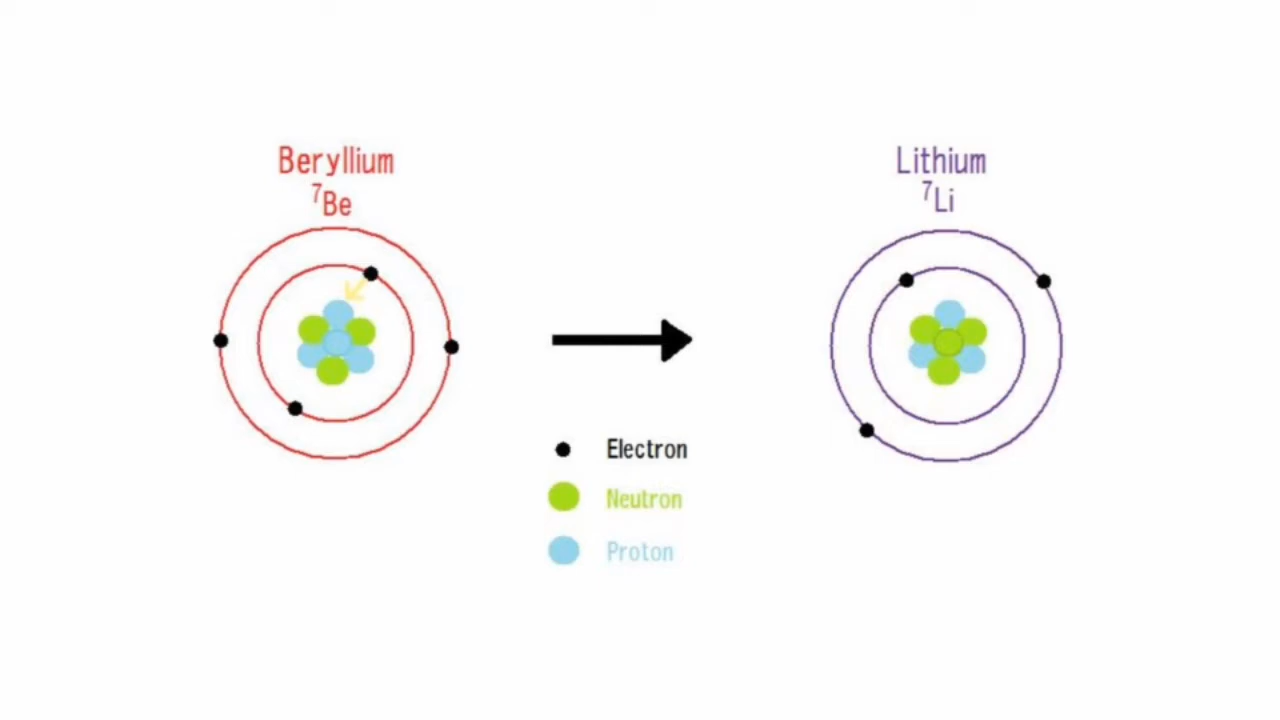 Beryllium
⁷Be
Lithium
⁷Li
Electron
Neutron
Proton